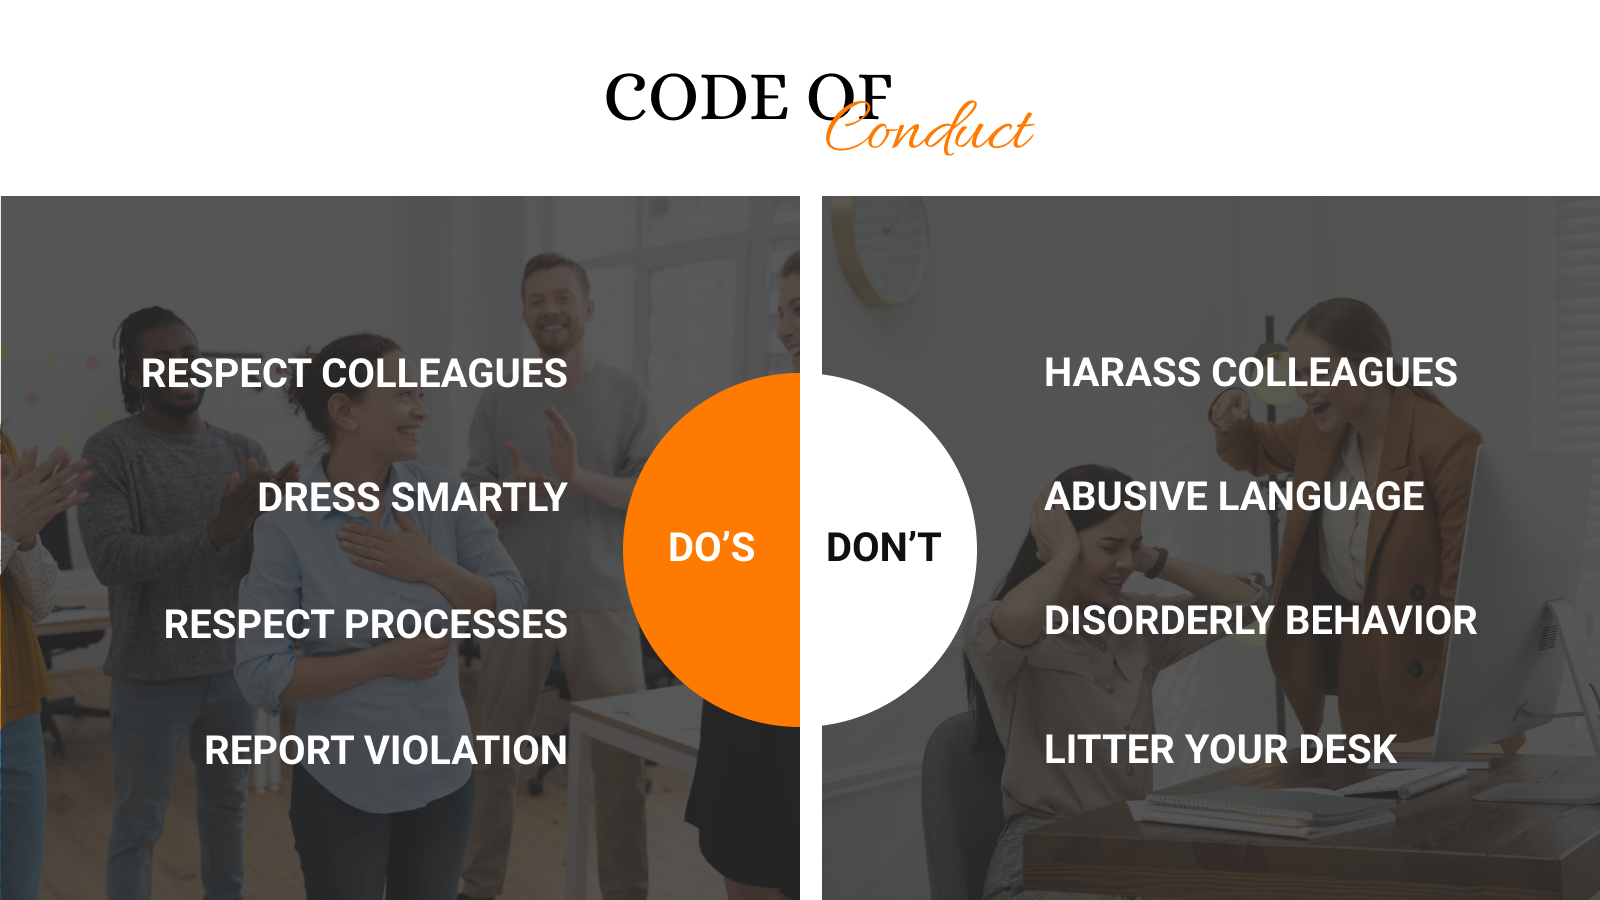 CODE OF
Conduct
DO’S
RESPECT COLLEAGUES
DRESS SMARTLY
RESPECT PROCESSES
REPORT VIOLATION
DON’T
HARASS COLLEAGUES
ABUSIVE LANGUAGE
DISORDERLY BEHAVIOR
LITTER YOUR DESK